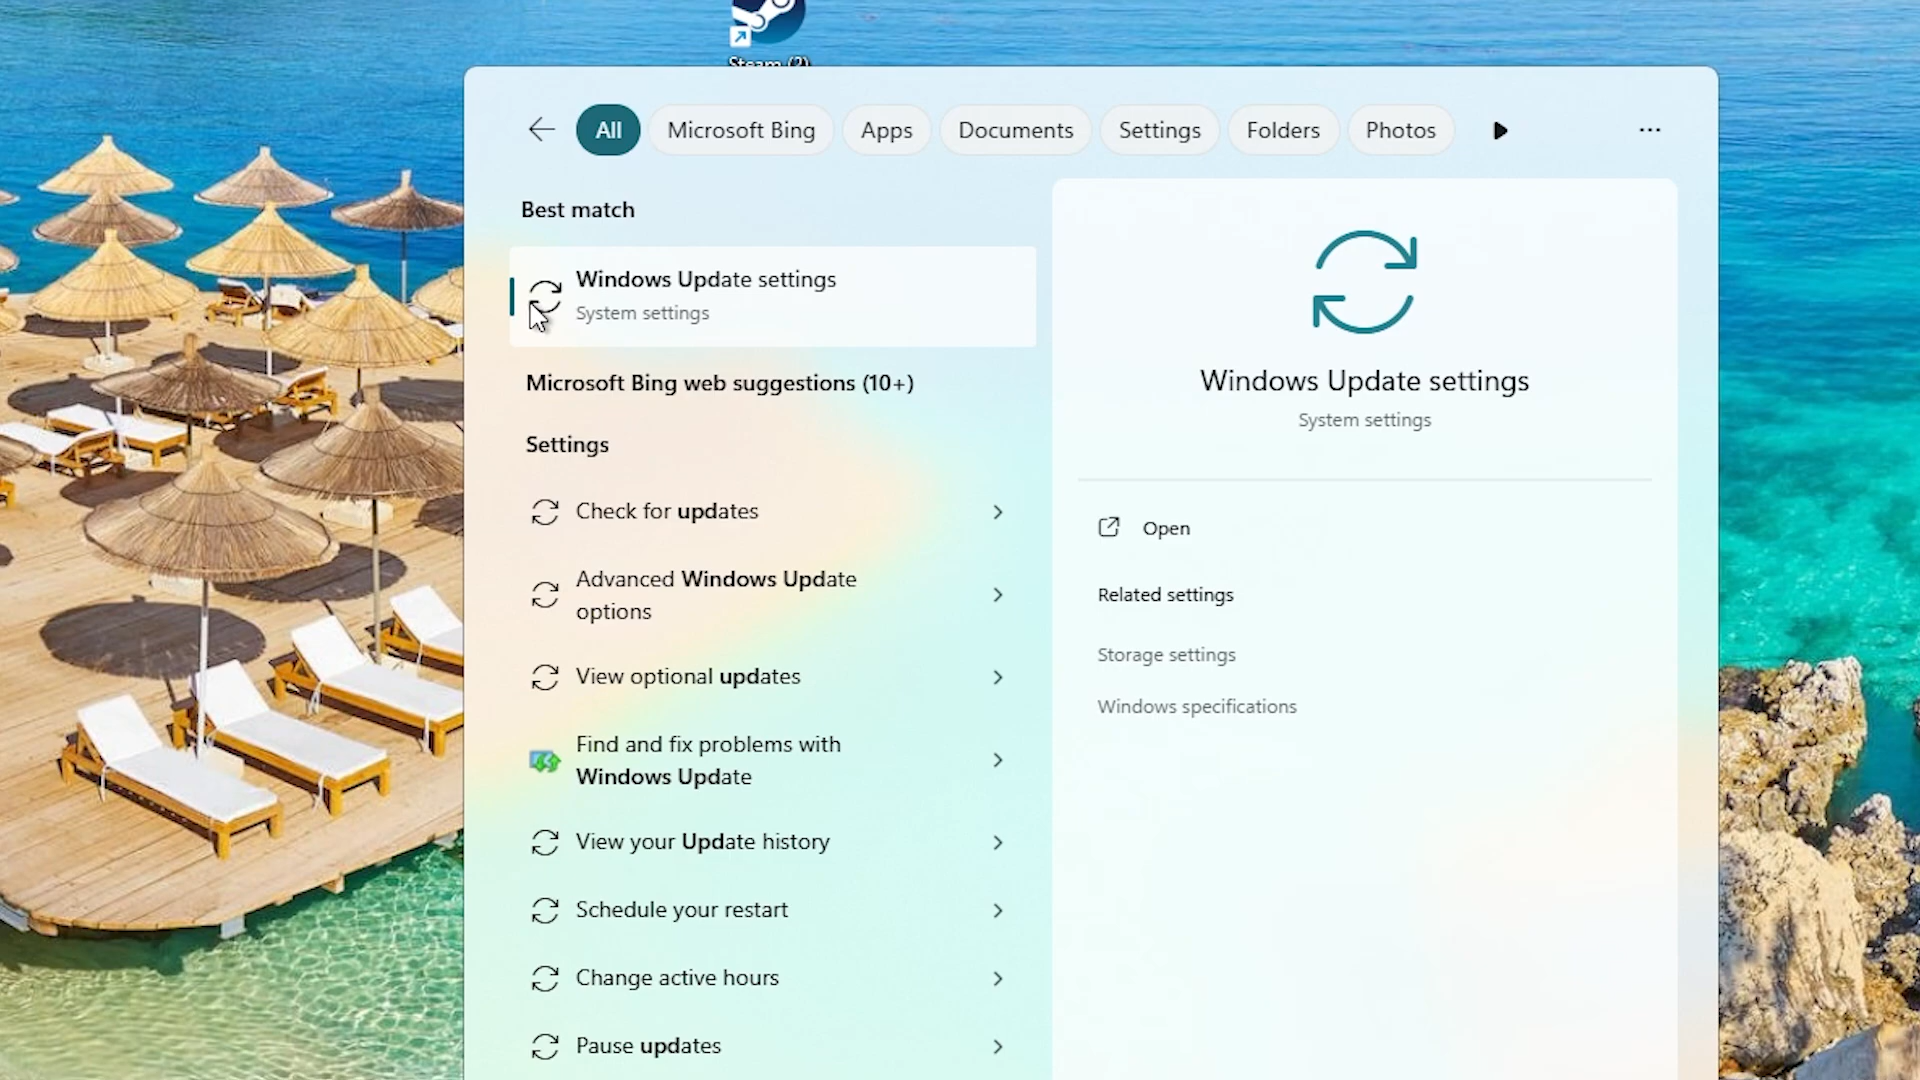 Steam (2)
All
Microsoft Bing
Apps
Documents
Settings
Folders
Photos
Best match
Windows Update settings
System settings
Microsoft Bing web suggestions (10+)
Settings
Check for updates
Advanced Windows Update
options
View optional updates
Find and fix problems with
Windows Update
View your Update history
Schedule your restart
Change active hours
Pause updates
Windows Update settings
System settings
Open
Related settings
Storage settings
Windows specifications